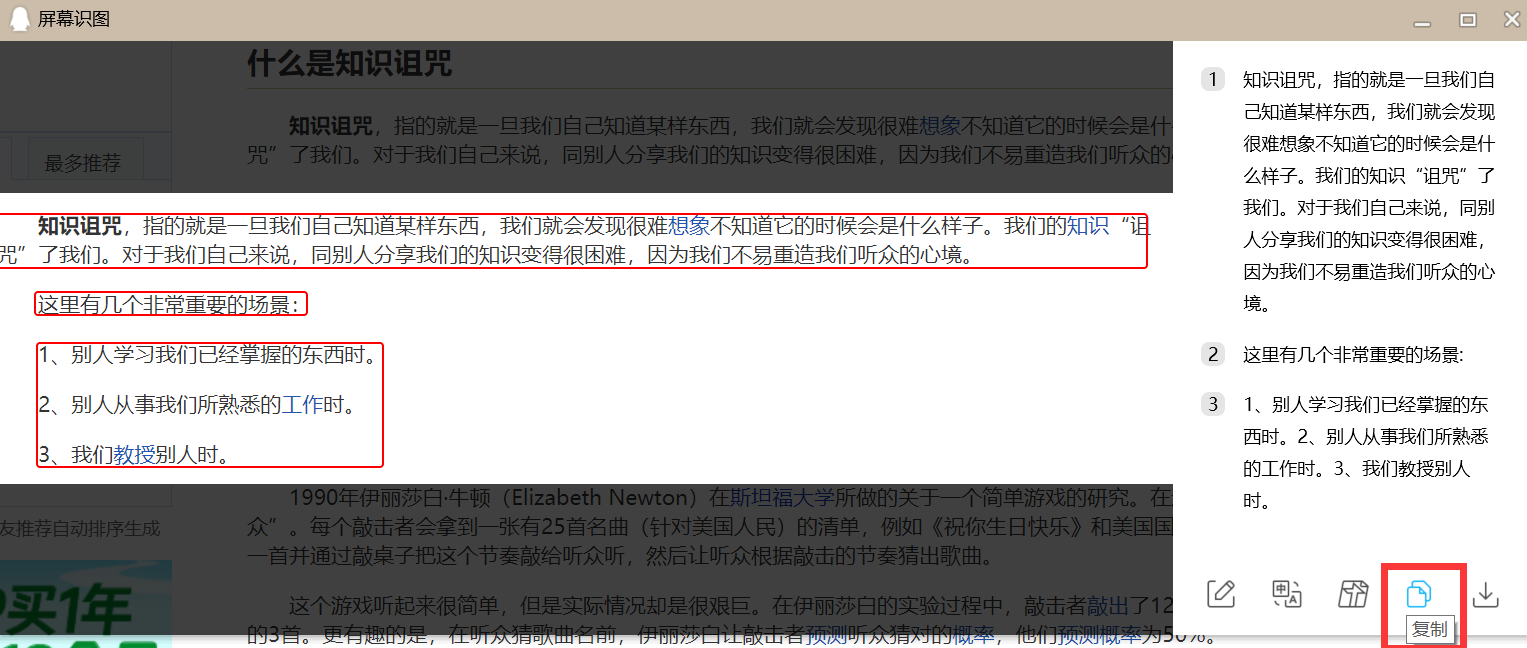 屏幕识图
什么是知识诅咒
知识诅咒，指的就是一旦我们自己知道某样东西，我们就会发现很难想象不知道它的时候会是什
咒”了我们。对于我们自己来说，同别人分享我们的知识变得很困难，因为我们不易重造我们听众的
最多推荐
知识诅咒，指的就是一旦我们自己知道某样东西，我们就会发现很难想象不知道它的时候会是什么样子。我们的知识“诅
咒”了我们。对于我们自己来说，同别人分享我们的知识变得很困难，因为我们不易重造我们听众的心境。
这里有几个非常重要的场景：
1、别人学习我们已经掌握的东西时。
2、别人从事我们所熟悉的工作时。
3、我们教授别人时。
1990年伊丽莎白·牛顿（Elizabeth Newton）在斯坦福大学所做的关于一个简单游戏的研究。在
众”。每个敲击者会拿到一张有25首名曲（针对美国人民）的清单，例如《祝你生日快乐》和美国国
一首并通过敲桌子把这个节奏敲给听众听，然后让听众根据敲击的节奏猜出歌曲。
友推荐自动排序生成
买1年
这个游戏听起来很简单，但是实际情况却是很艰巨。在伊丽莎白的实验过程中，敲击者敲出了12
的3首。更有趣的是，在听众猜歌曲名前，伊丽莎白让敲击者预测听众猜对的概率，他们预测概率为50%。
1 知识诅咒，指的就是一旦我们自
己知道某样东西，我们就会发现
很难想象不知道它的时候会是什
么样子。我们的知识“诅咒”了
我们。对于我们自己来说，同别
人分享我们的知识变得很困难，
因为我们不易重造我们听众的心
境。
2 这里有几个非常重要的场景:
3 1、别人学习我们已经掌握的东
西时。2、别人从事我们所熟悉
的工作时。3、我们教授别人
时。
复制